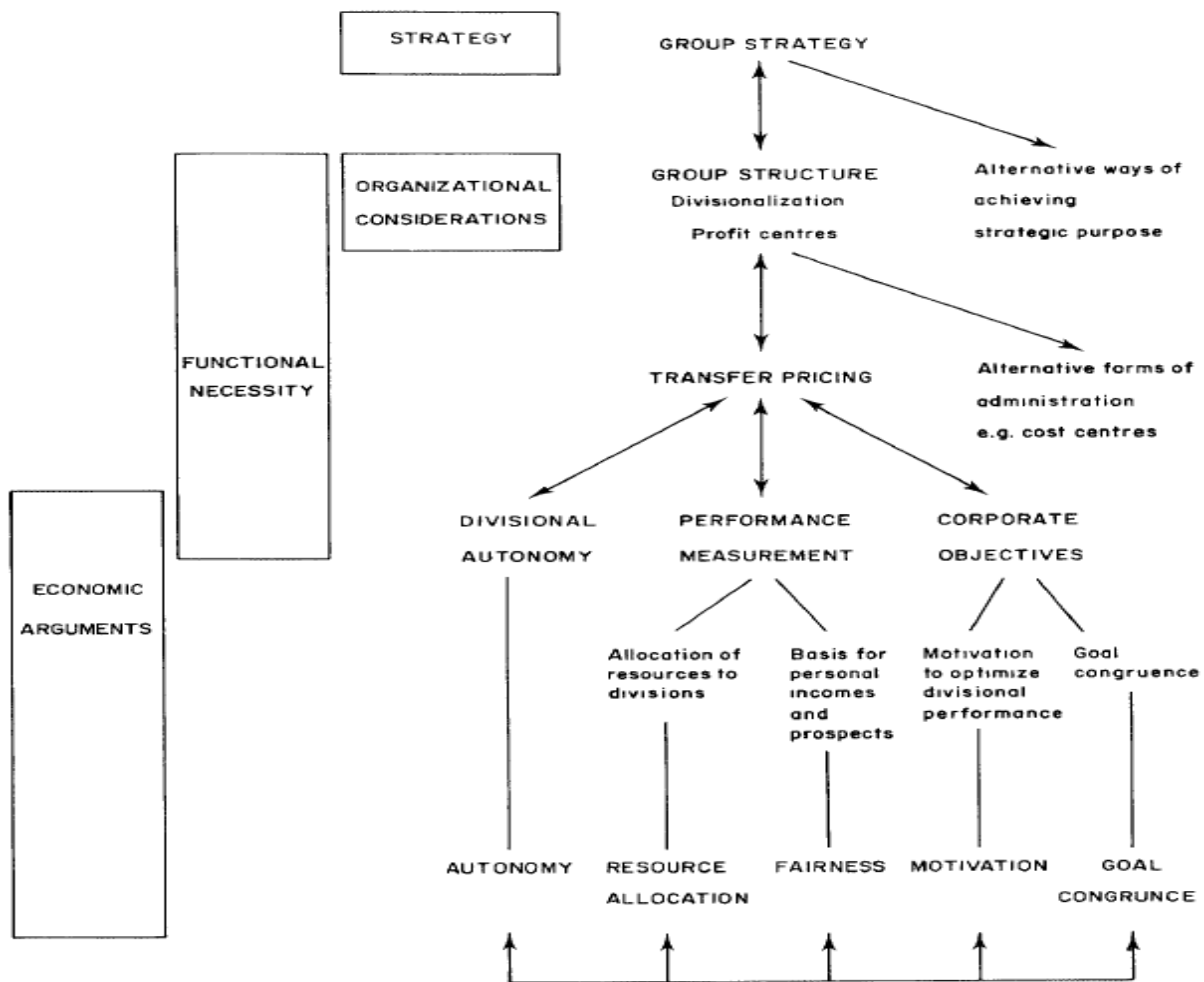 STRATEGY
GROUP STRATEGY
ORGANIZATIONAL
CONSIDERATIONS
GROUP STRUCTURE
Divisionalization
Profit centres
Alternative ways of
achieving
strategic purpose
FUNCTIONAL
NECESSITY
TRANSFER PRICING
Alternative forms of
administration
e.g. cost centres
ECONOMIC
ARGUMENTS
DIVISIONAL
AUTONOMY
PERFORMANCE
MEASUREMENT
CORPORATE
OBJECTIVES
Allocation of
resources to
divisions
Basis for
personal
incomes
and
prospects
Motivation
to optimize
divisional
performance
Goal
congruence
AUTONOMY
RESOURCE
ALLOCATION
FAIRNESS
MOTIVATION
GOAL
CONGRUNCE